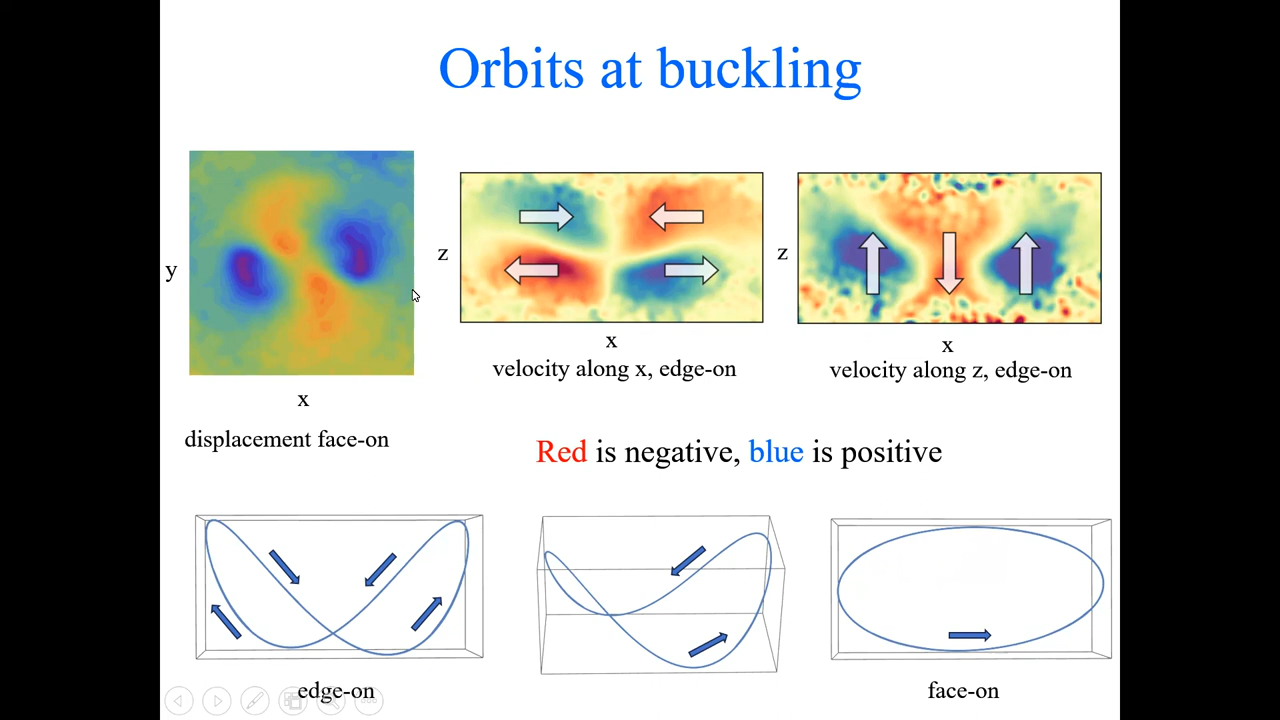 Orbits at buckling
y
x
displacement face-on
z
x
velocity along x, edge-on
z
x
velocity along z, edge-on
Red is negative, blue is positive
edge-on
face-on